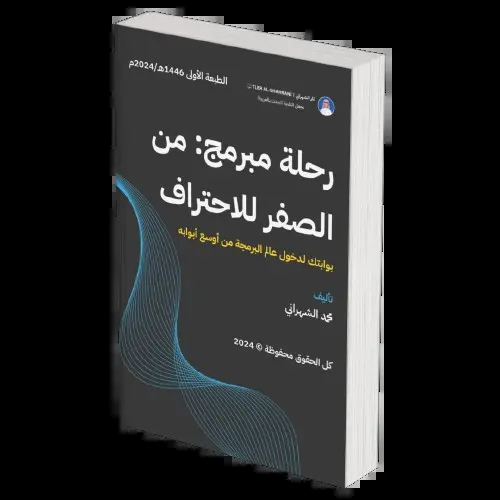 الطبعة الأولى 1446هـ/2024م
رحلة مبرمج: من
الصفر للاحتراف
بوابتك لدخول عالم البرمجة من أوسع أبوابه
تأليف
محمد الشهراني
كل الحقوق محفوظة © 2024